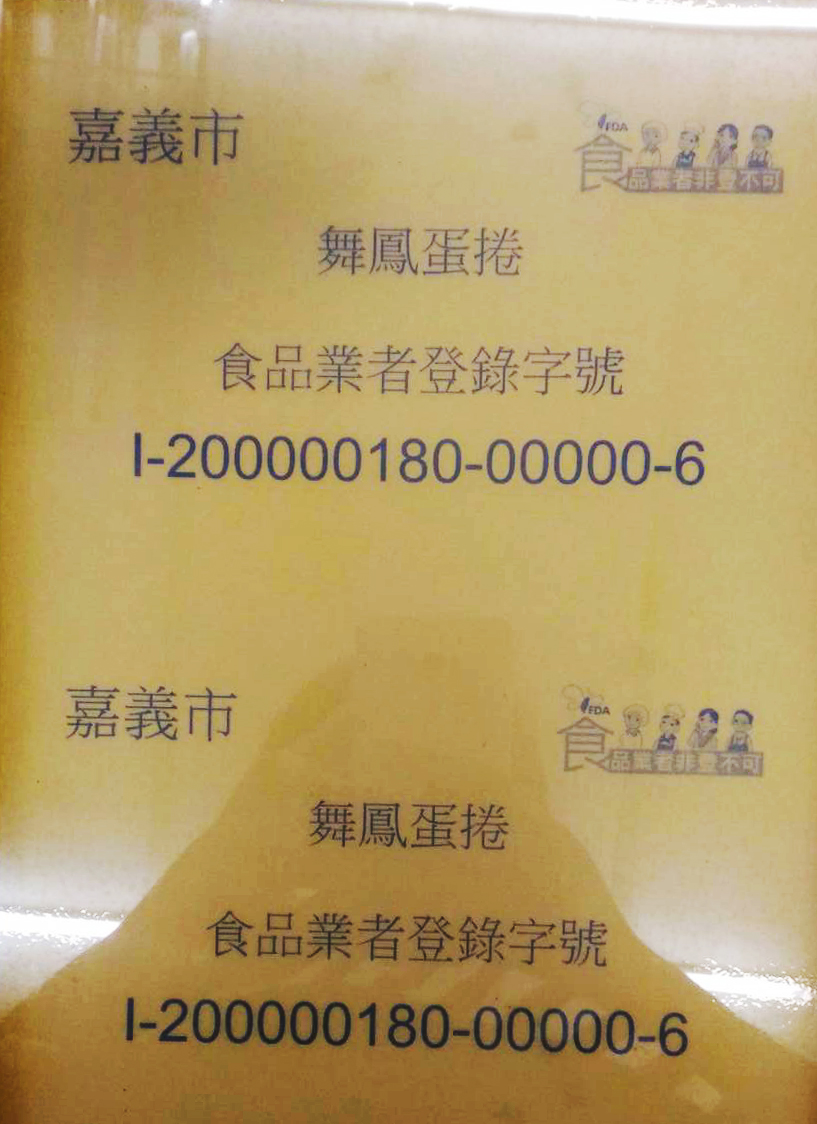 嘉義市
FDA
食品業者非登不可
舞鳳蛋捲
食品業者登錄字號
I-200000180-00000-6
嘉義市
FDA
食品業者非登不可
舞鳳蛋捲
食品業者登錄字號
I-200000180-00000-6